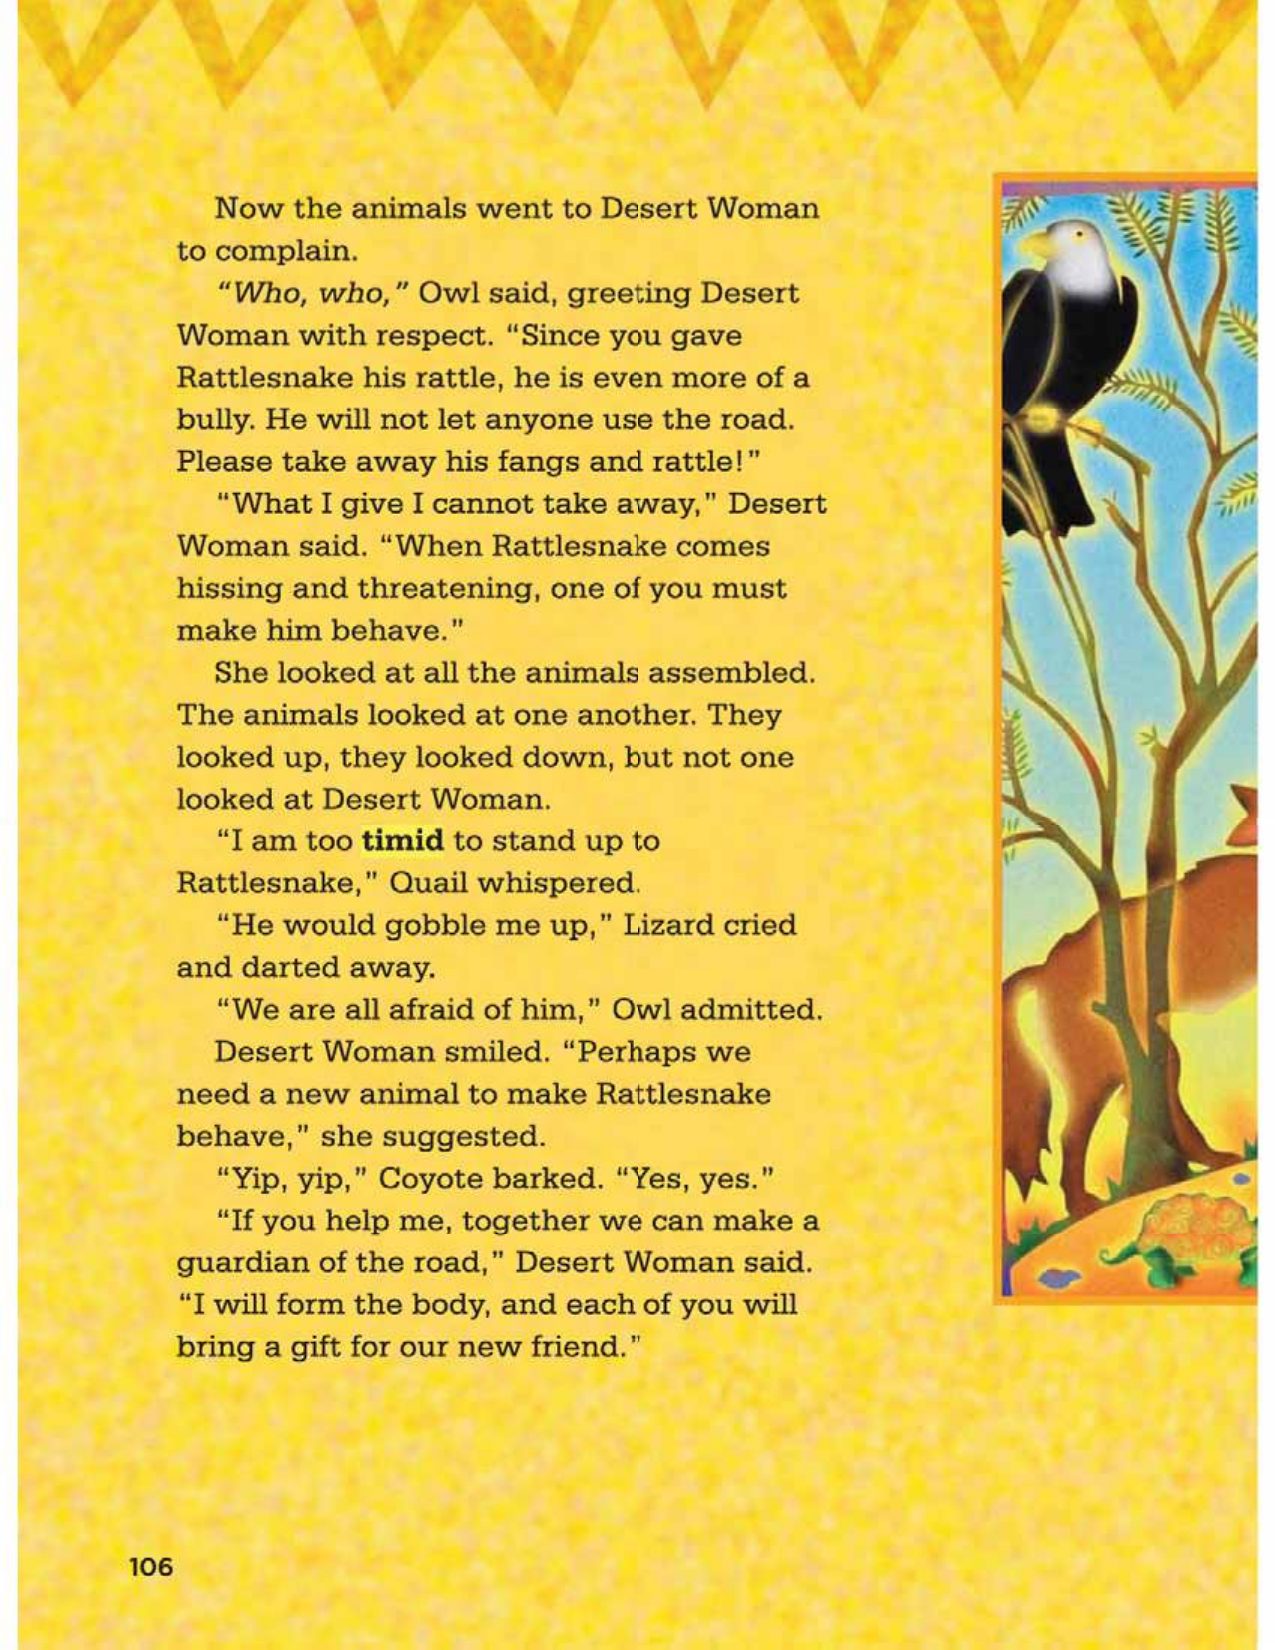 Now the animals went to Desert Woman
to complain.
"Who, who," Owl said, greeting Desert
Woman with respect. "Since you gave
Rattlesnake his rattle, he is even more of a
bully. He will not let anyone use the road.
Please take away his fangs and rattle!"
"What I give I cannot take away," Desert
Woman said. "When Rattlesnake comes
hissing and threatening, one of you must
make him behave."
She looked at all the animals assembled.
The animals looked at one another. They
looked up, they looked down, but not one
looked at Desert Woman.
"I am too timid to stand up to
Rattlesnake," Quail whispered.
"He would gobble me up," Lizard cried
and darted away.
"We are all afraid of him," Owl admitted.
Desert Woman smiled. "Perhaps we
need a new animal to make Rattlesnake
behave," she suggested.
"Yip, yip," Coyote barked. "Yes, yes."
"If you help me, together we can make a
guardian of the road," Desert Woman said.
"I will form the body, and each of you will
bring a gift for our new friend."
106